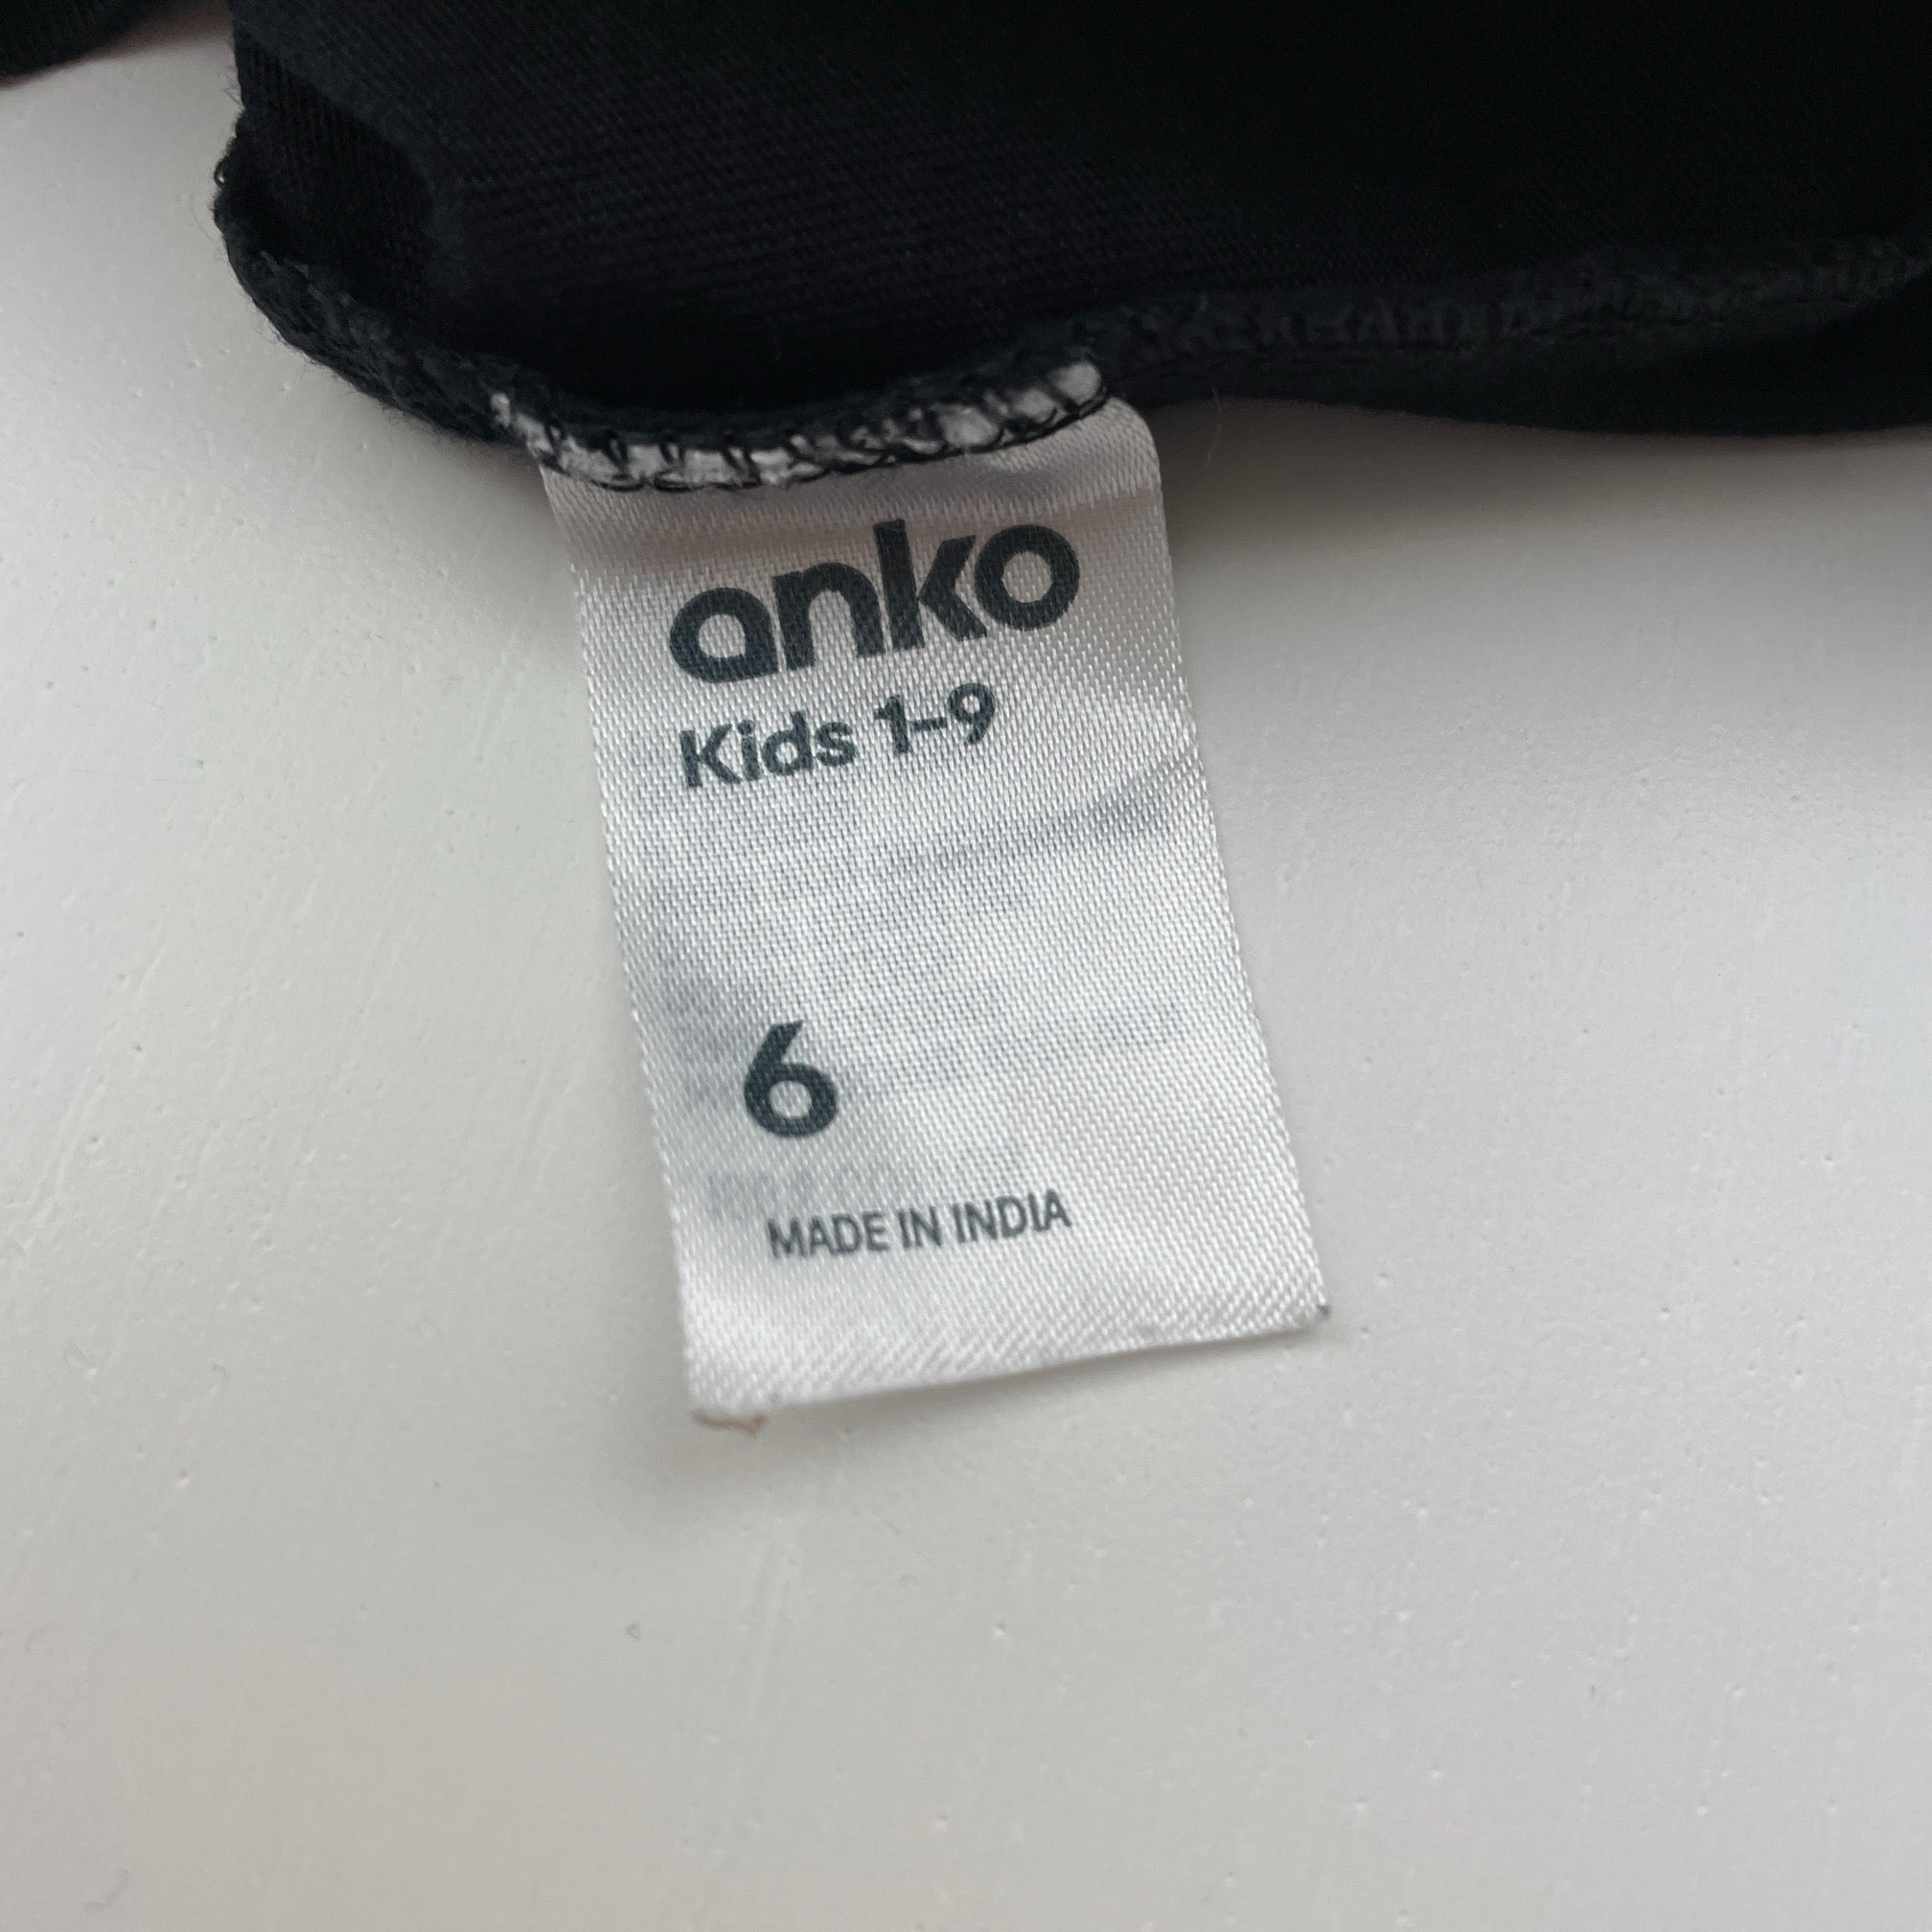 anko
Kids 1-9
6
MADE IN INDIA